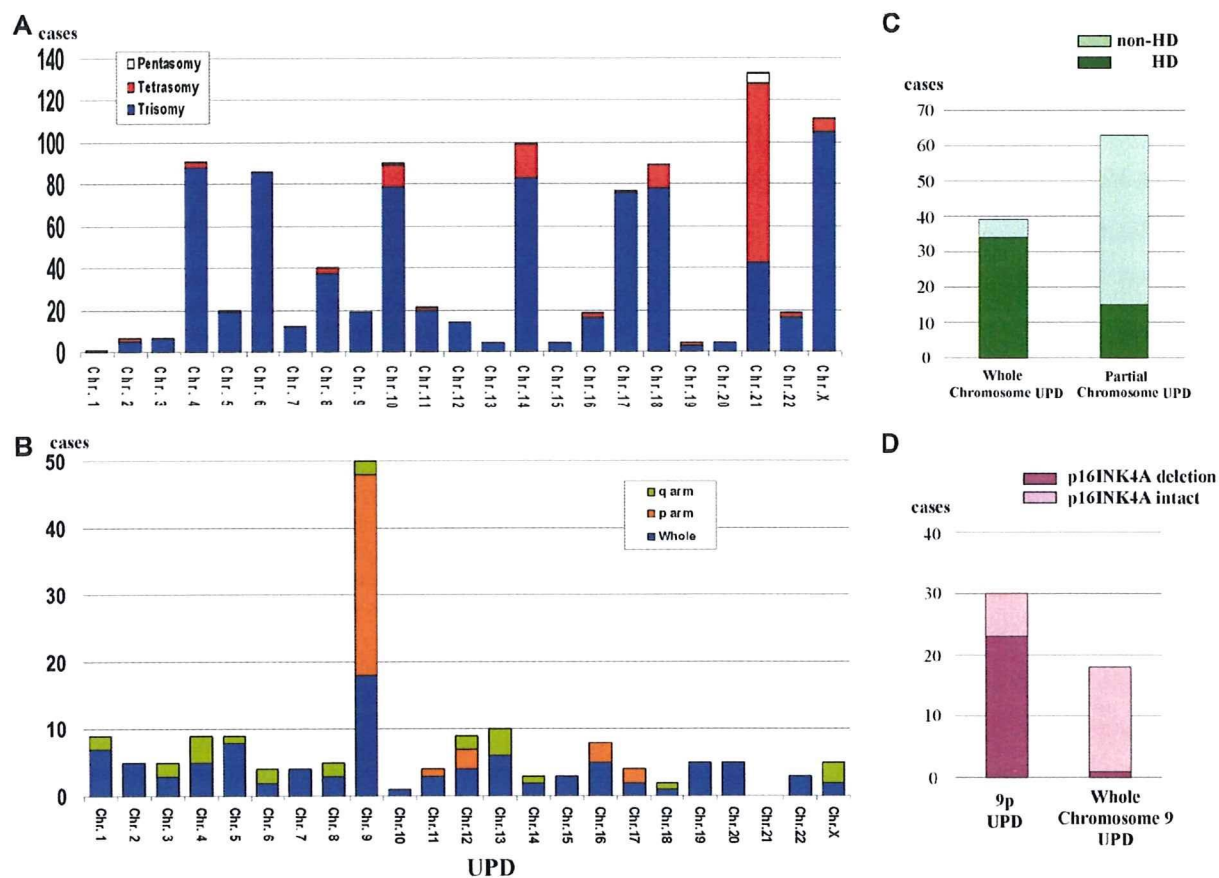 A
cases
140
120
100
80
60
40
20
0
Pentasomy
Tetrasomy
Trisomy
Chr. 1
Chr. 2
Chr. 3
Chr. 4
Chr. 5
Chr. 6
Chr. 7
Chr. 8
Chr. 9
Chr.10
Chr.11
Chr.12
Chr.13
Chr.14
Chr.15
Chr.16
Chr.17
Chr.18
Chr.19
Chr.20
Chr.21
Chr.22
Chr.X
B
cases
50
40
30
20
10
0
q arm
p arm
Whole
Chr. 1
Chr. 2
Chr. 3
Chr. 4
Chr. 5
Chr. 6
Chr. 7
Chr. 8
Chr. 9
Chr.10
Chr.11
Chr.12
Chr.13
Chr.14
Chr.15
Chr.16
Chr.17
Chr.18
Chr.19
Chr.20
Chr.21
Chr.22
Chr.X
UPD
C
non-HD
HD
cases
70
60
50
40
30
20
10
0
Whole
Chromosome UPD
Partial
Chromosome UPD
D
p16INK4A deletion
p16INK4A intact
cases
40
30
20
10
0
9p
UPD
Whole
Chromosome 9
UPD